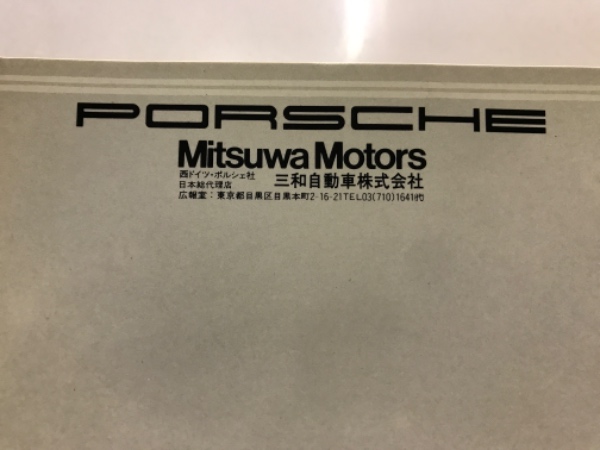 PORSCHE
Mitsuwa Motors
西ドイツ・ポルシェ社
日本総代理店
三和自動車株式会社
広報室：東京都目黒区目黒本町2-16-21TEL03(710)1641代